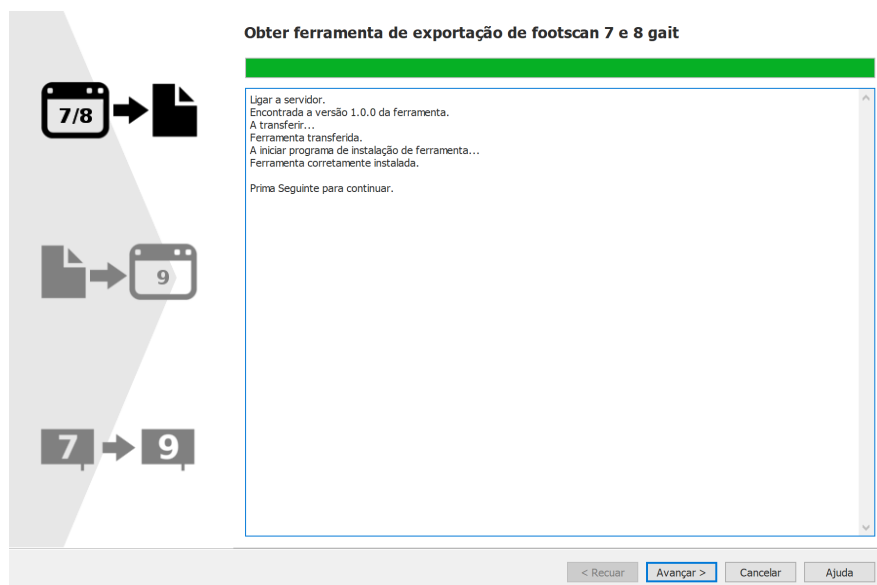 Obter ferramenta de exportação de footscan 7 e 8 gait
7/8
Ligar a servidor.
Encontrada a versão 1.0.0 da ferramenta.
A transferir...
Ferramenta transferida.
A iniciar programa de instalação de ferramenta...
Ferramenta corretamente instalada.
Prima Seguinte para continuar.
9
7 9
< Recuar Avançar > Cancelar Ajuda